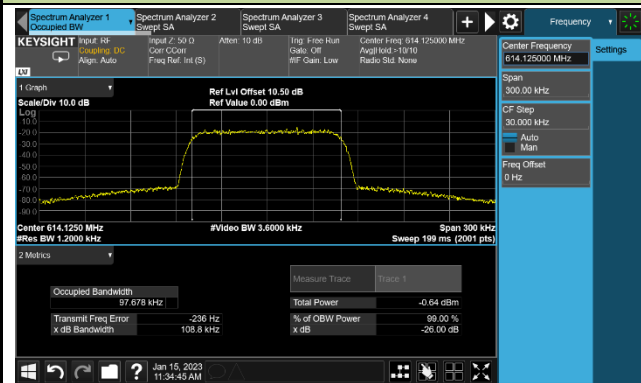 Spectrum Analyzer 1
Occupied BW
Spectrum Analyzer 2
Swept SA
Spectrum Analyzer 3
Swept SA
Spectrum Analyzer 4
Swept SA
+
Frequency
KEYSIGHT
Input: RF
Coupling: DC
Align: Auto
Input Z: 50 Ω
Corr CCorr
Freq Ref: Int (S)
Atten: 10 dB
Trig: Free Run
Gate: Off
#IF Gain: Low
Center Freq: 614.125000 MHz
Avg|Hold:>10/10
Radio Std: None
LXI
Center Frequency
614.125000 MHz
Settings
Span
300.00 kHz
CF Step
30.000 kHz
Auto
Man
Freq Offset
0 Hz
1 Graph
Scale/Div 10.0 dB
Ref Lvl Offset 10.50 dB
Ref Value 0.00 dBm
Log
10.0
0.00
-10.0
-20.0
-30.0
-40.0
-50.0
-60.0
-70.0
-80.0
-90.0
Center 614.1250 MHz
#Res BW 1.2000 kHz
#Video BW 3.6000 kHz
Span 300 kHz
Sweep 199 ms (2001 pts)
2 Metrics
Measure Trace
Trace 1
Occupied Bandwidth
97.678 kHz
Total Power
-0.64 dBm
Transmit Freq Error
-236 Hz
% of OBW Power
99.00 %
x dB Bandwidth
108.8 kHz
x dB
-26.00 dB
?
Jan 15, 2023
11:34:45 AM